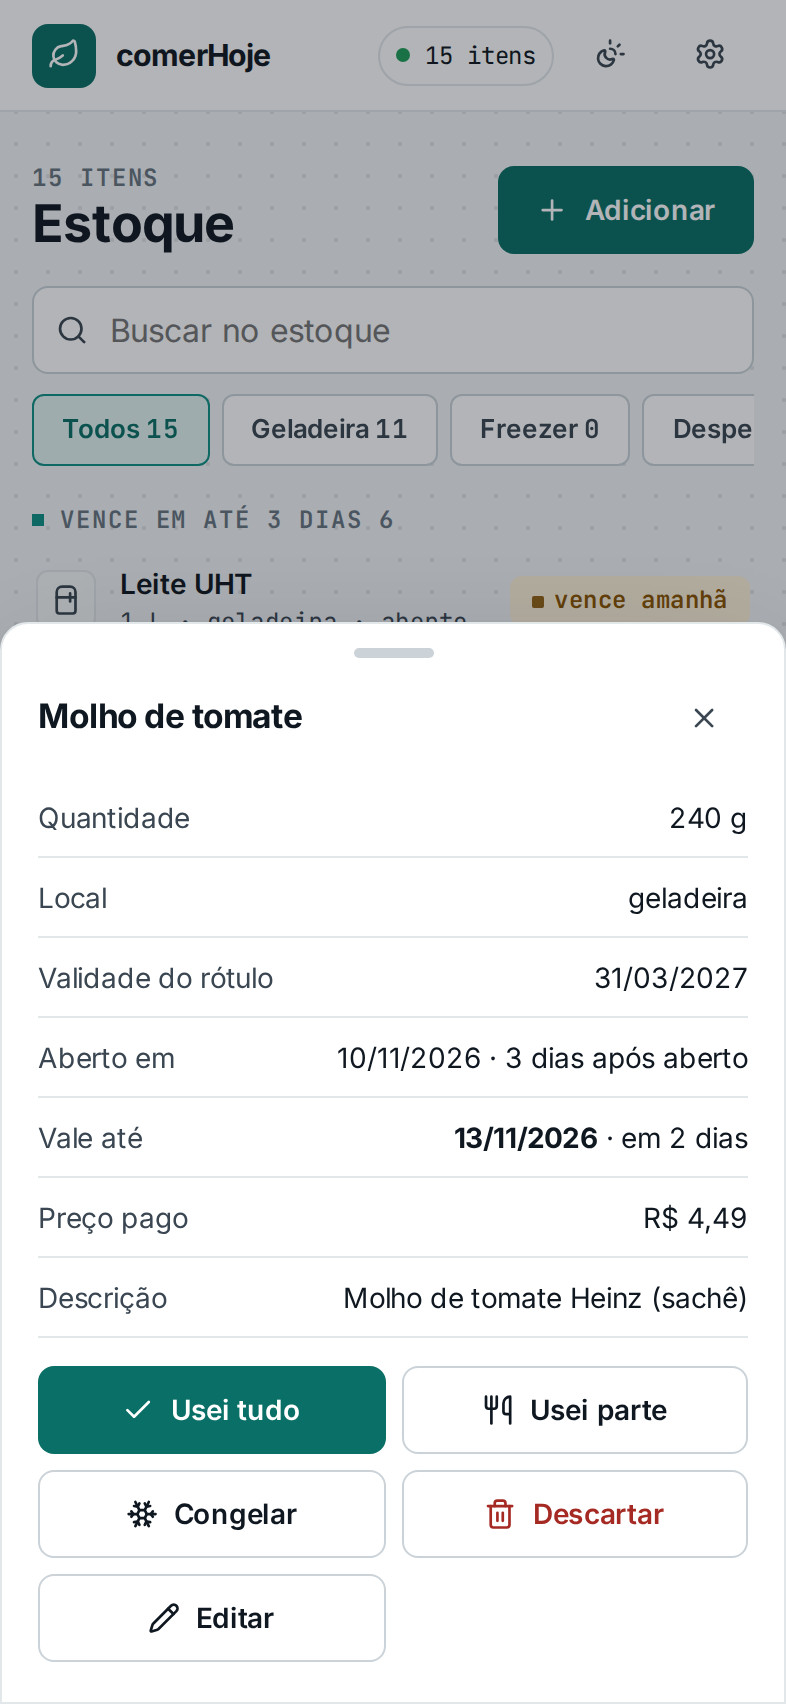 comerHoje
15 itens
15 ITENS
Estoque
Adicionar
Buscar no estoque
Todos 15
Geladeira 11
Freezer 0
Despe
VENCE EM ATÉ 3 DIAS 6
Leite UHT
vence amanhã
1 L · geladeira · aberto
Molho de tomate
Quantidade 240 g
Local geladeira
Validade do rótulo 31/03/2027
Aberto em 10/11/2026 · 3 dias após aberto
Vale até 13/11/2026 · em 2 dias
Preço pago R$ 4,49
Descrição Molho de tomate Heinz (sachê)
Usei tudo
Usei parte
Congelar
Descartar
Editar